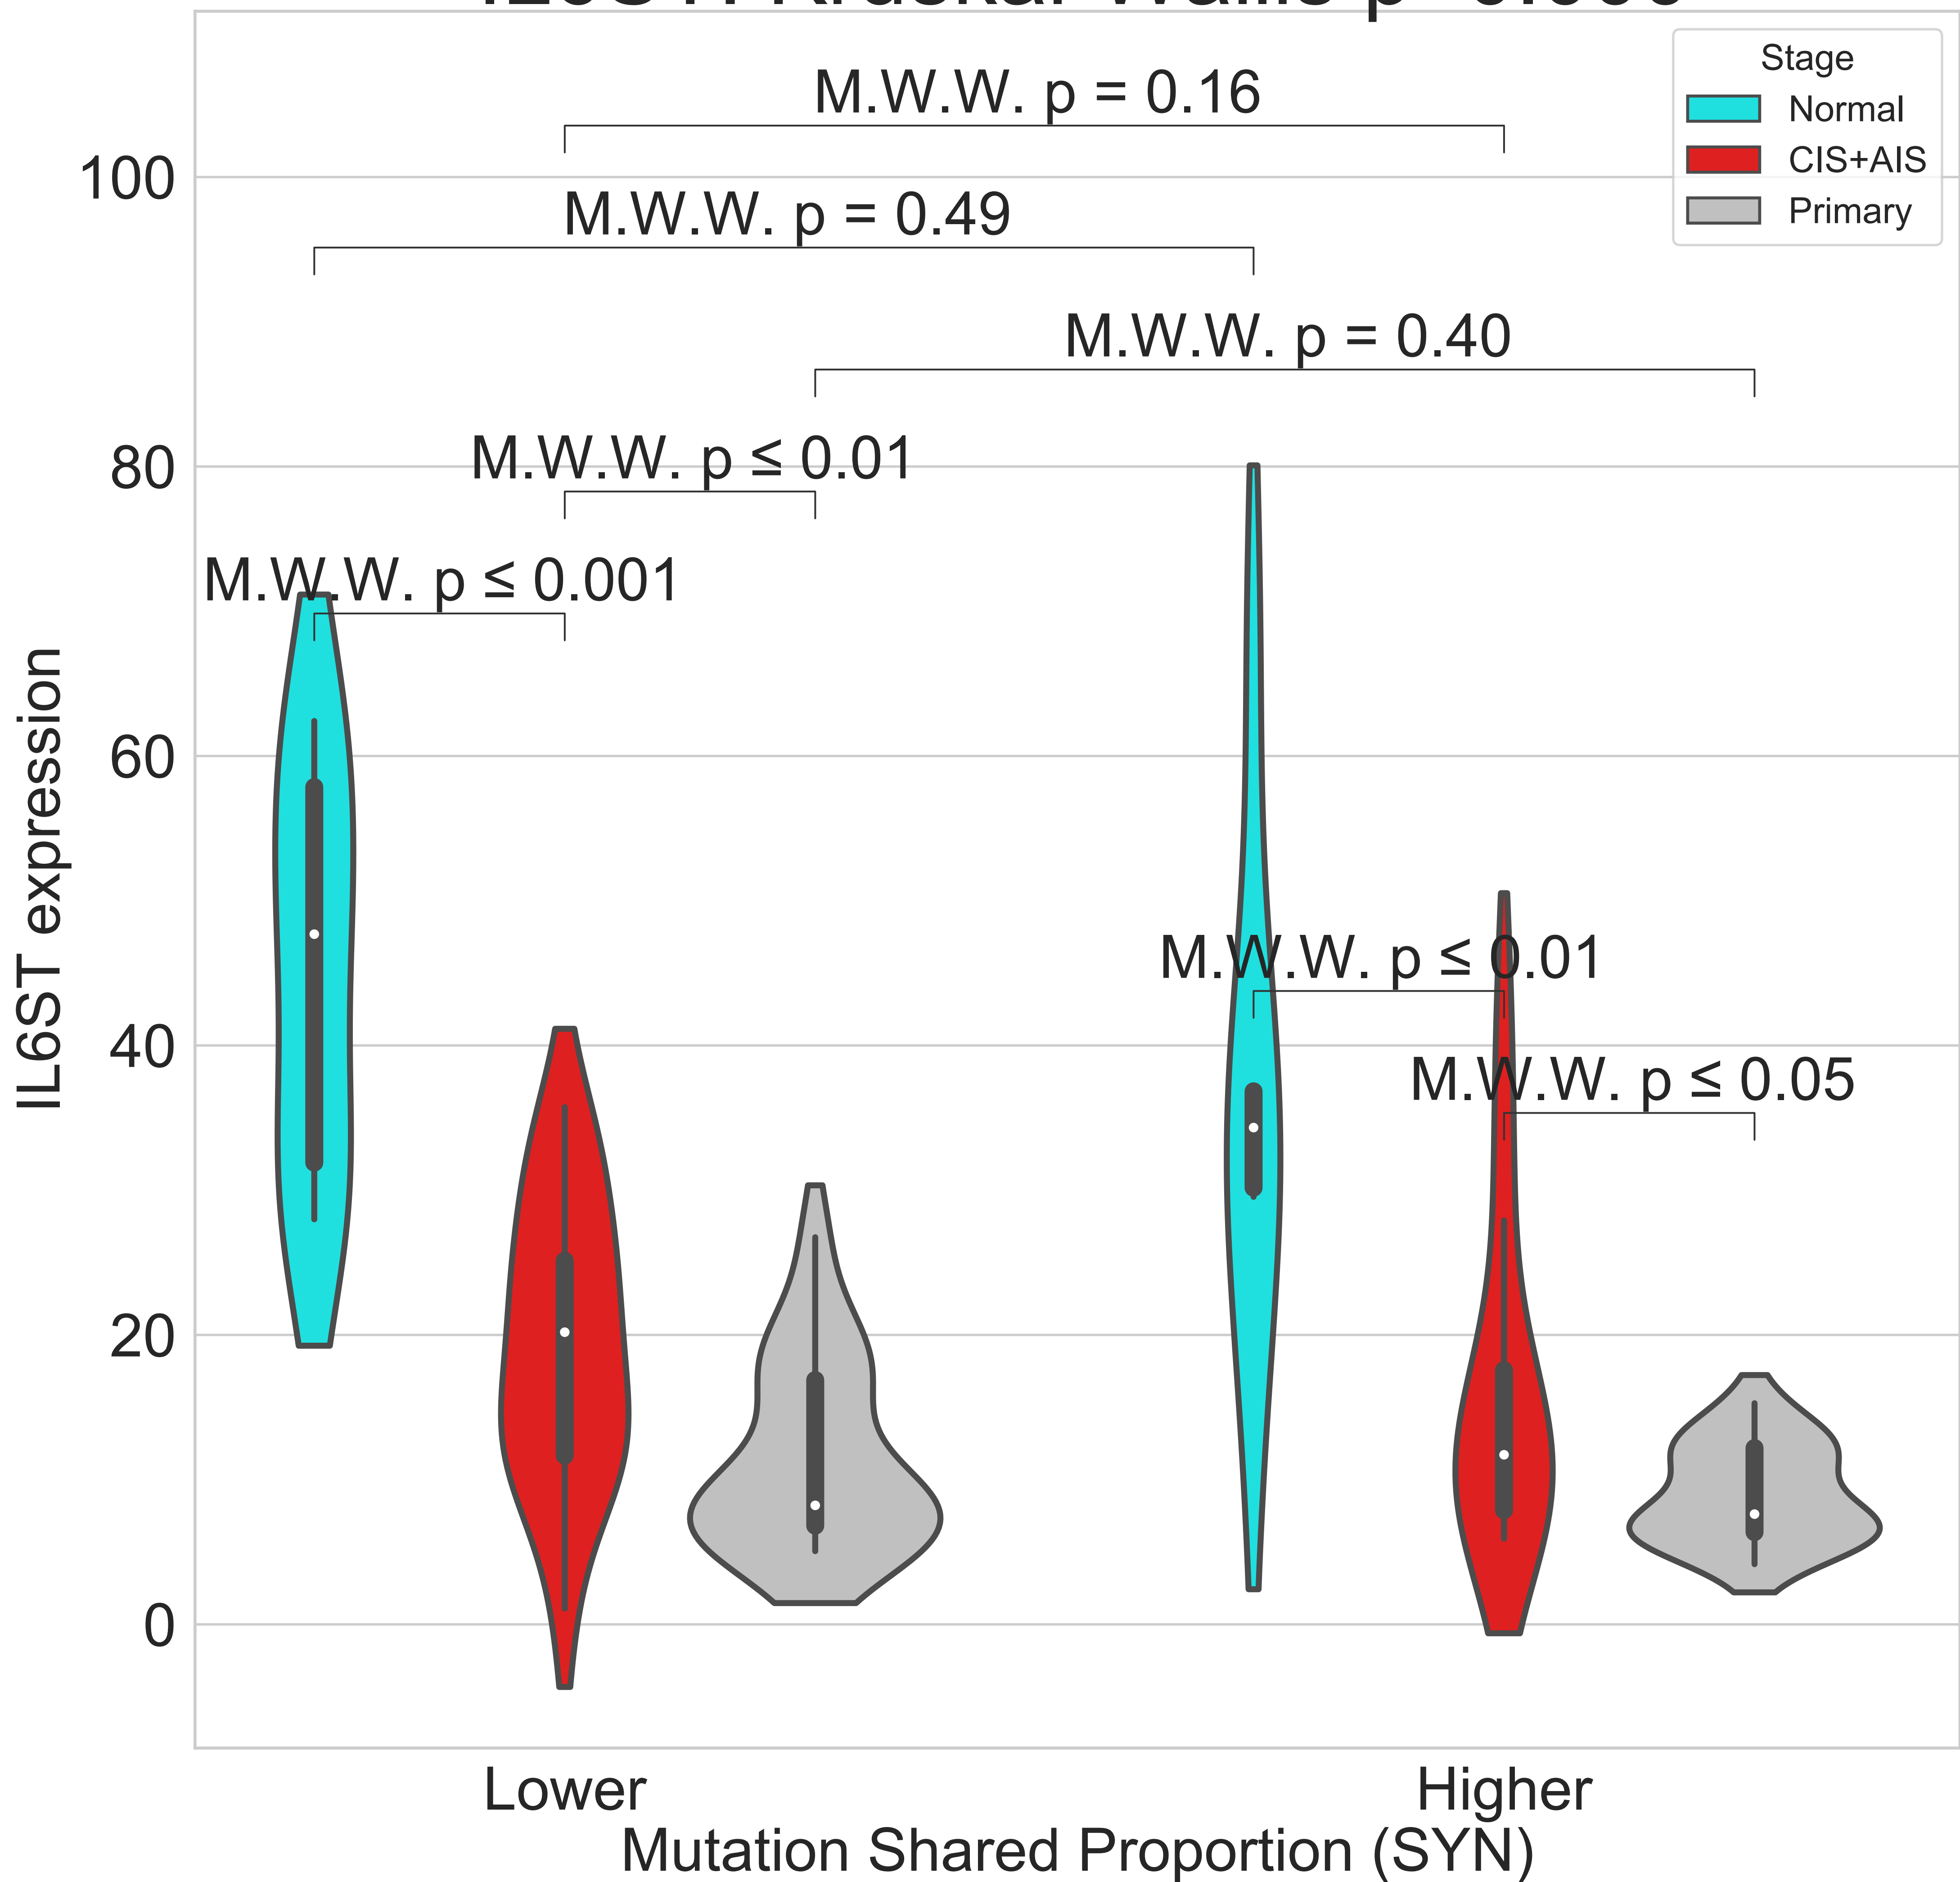 M.W.W. p = 0.16
Stage
Normal
CIS+AIS
Primary
100
M.W.W. p = 0.49
M.W.W. p = 0.40
80
M.W.W. p ≤ 0.01
M.W.W. p ≤ 0.001
60
IL6ST expression
M.W.W. p ≤ 0.01
40
M.W.W. p ≤ 0.05
20
0
Lower
Higher
Mutation Shared Proportion (SYN)